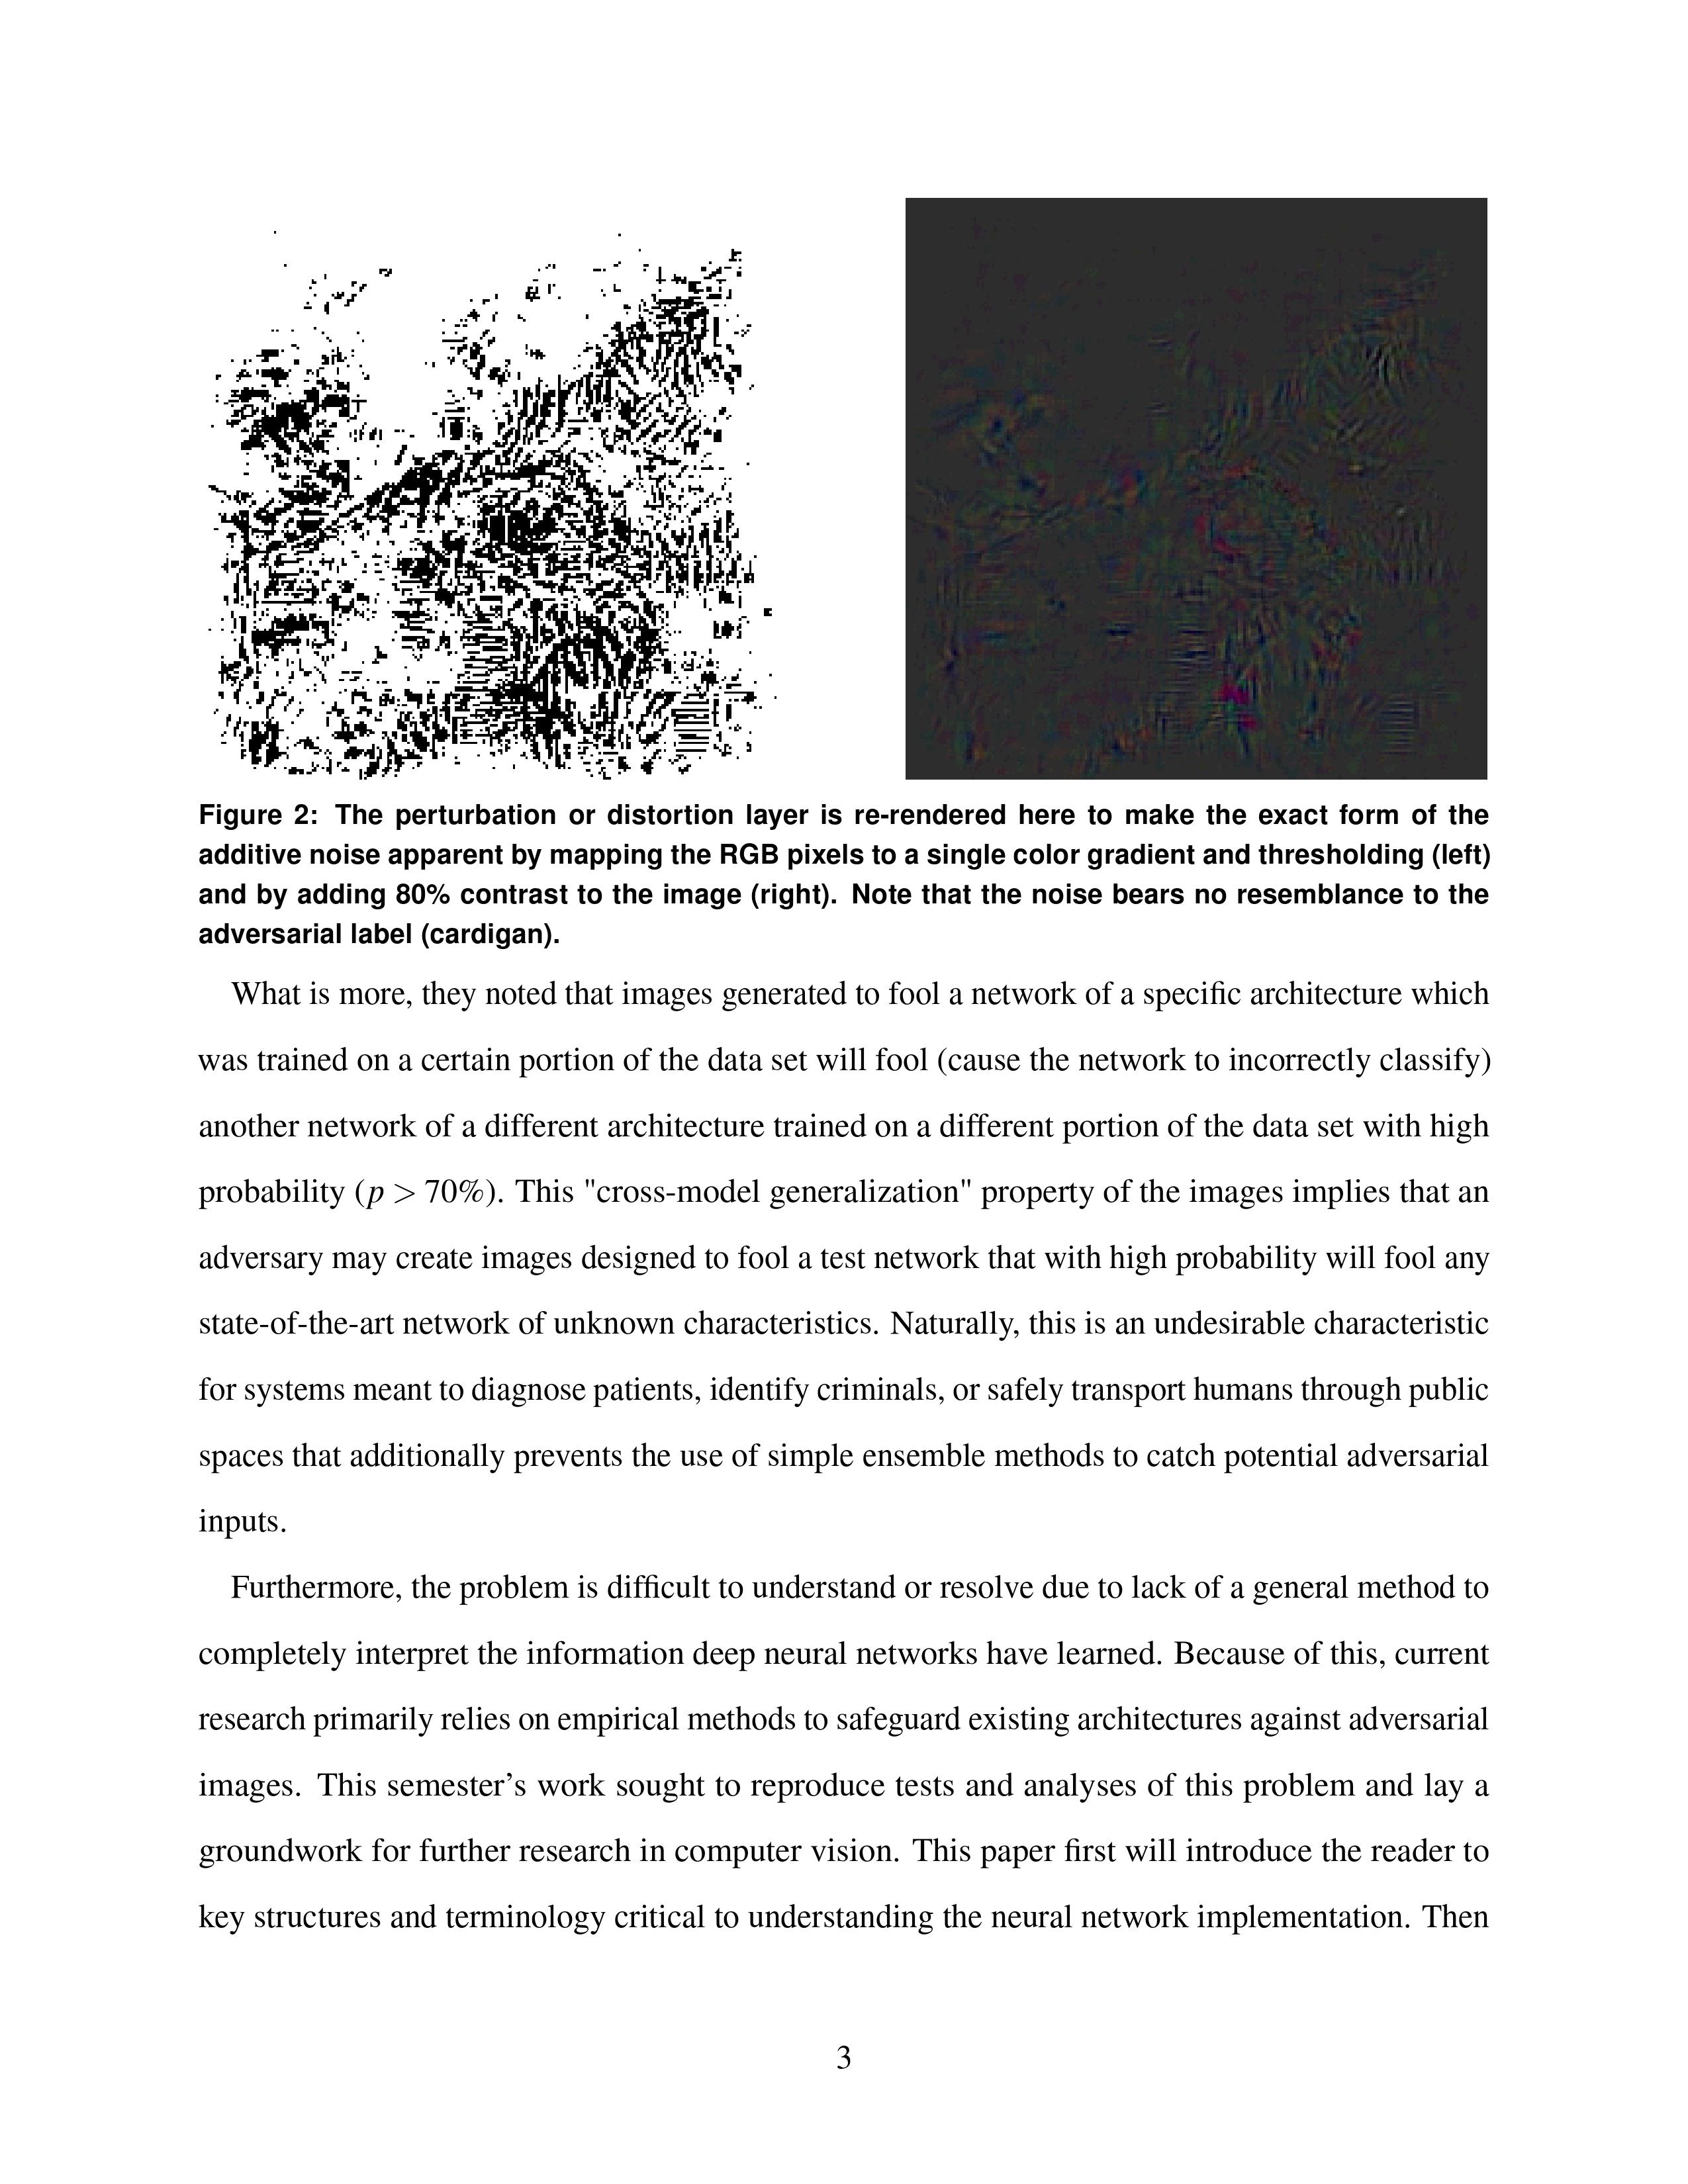 Figure 2: The perturbation or distortion layer is re-rendered here to make the exact form of the
additive noise apparent by mapping the RGB pixels to a single color gradient and thresholding (left)
and by adding 80% contrast to the image (right). Note that the noise bears no resemblance to the
adversarial label (cardigan).
What is more, they noted that images generated to fool a network of a specific architecture which
was trained on a certain portion of the data set will fool (cause the network to incorrectly classify)
another network of a different architecture trained on a different portion of the data set with high
probability (p > 70%). This "cross-model generalization" property of the images implies that an
adversary may create images designed to fool a test network that with high probability will fool any
state-of-the-art network of unknown characteristics. Naturally, this is an undesirable characteristic
for systems meant to diagnose patients, identify criminals, or safely transport humans through public
spaces that additionally prevents the use of simple ensemble methods to catch potential adversarial
inputs.
Furthermore, the problem is difficult to understand or resolve due to lack of a general method to
completely interpret the information deep neural networks have learned. Because of this, current
research primarily relies on empirical methods to safeguard existing architectures against adversarial
images. This semester's work sought to reproduce tests and analyses of this problem and lay a
groundwork for further research in computer vision. This paper first will introduce the reader to
key structures and terminology critical to understanding the neural network implementation. Then
3